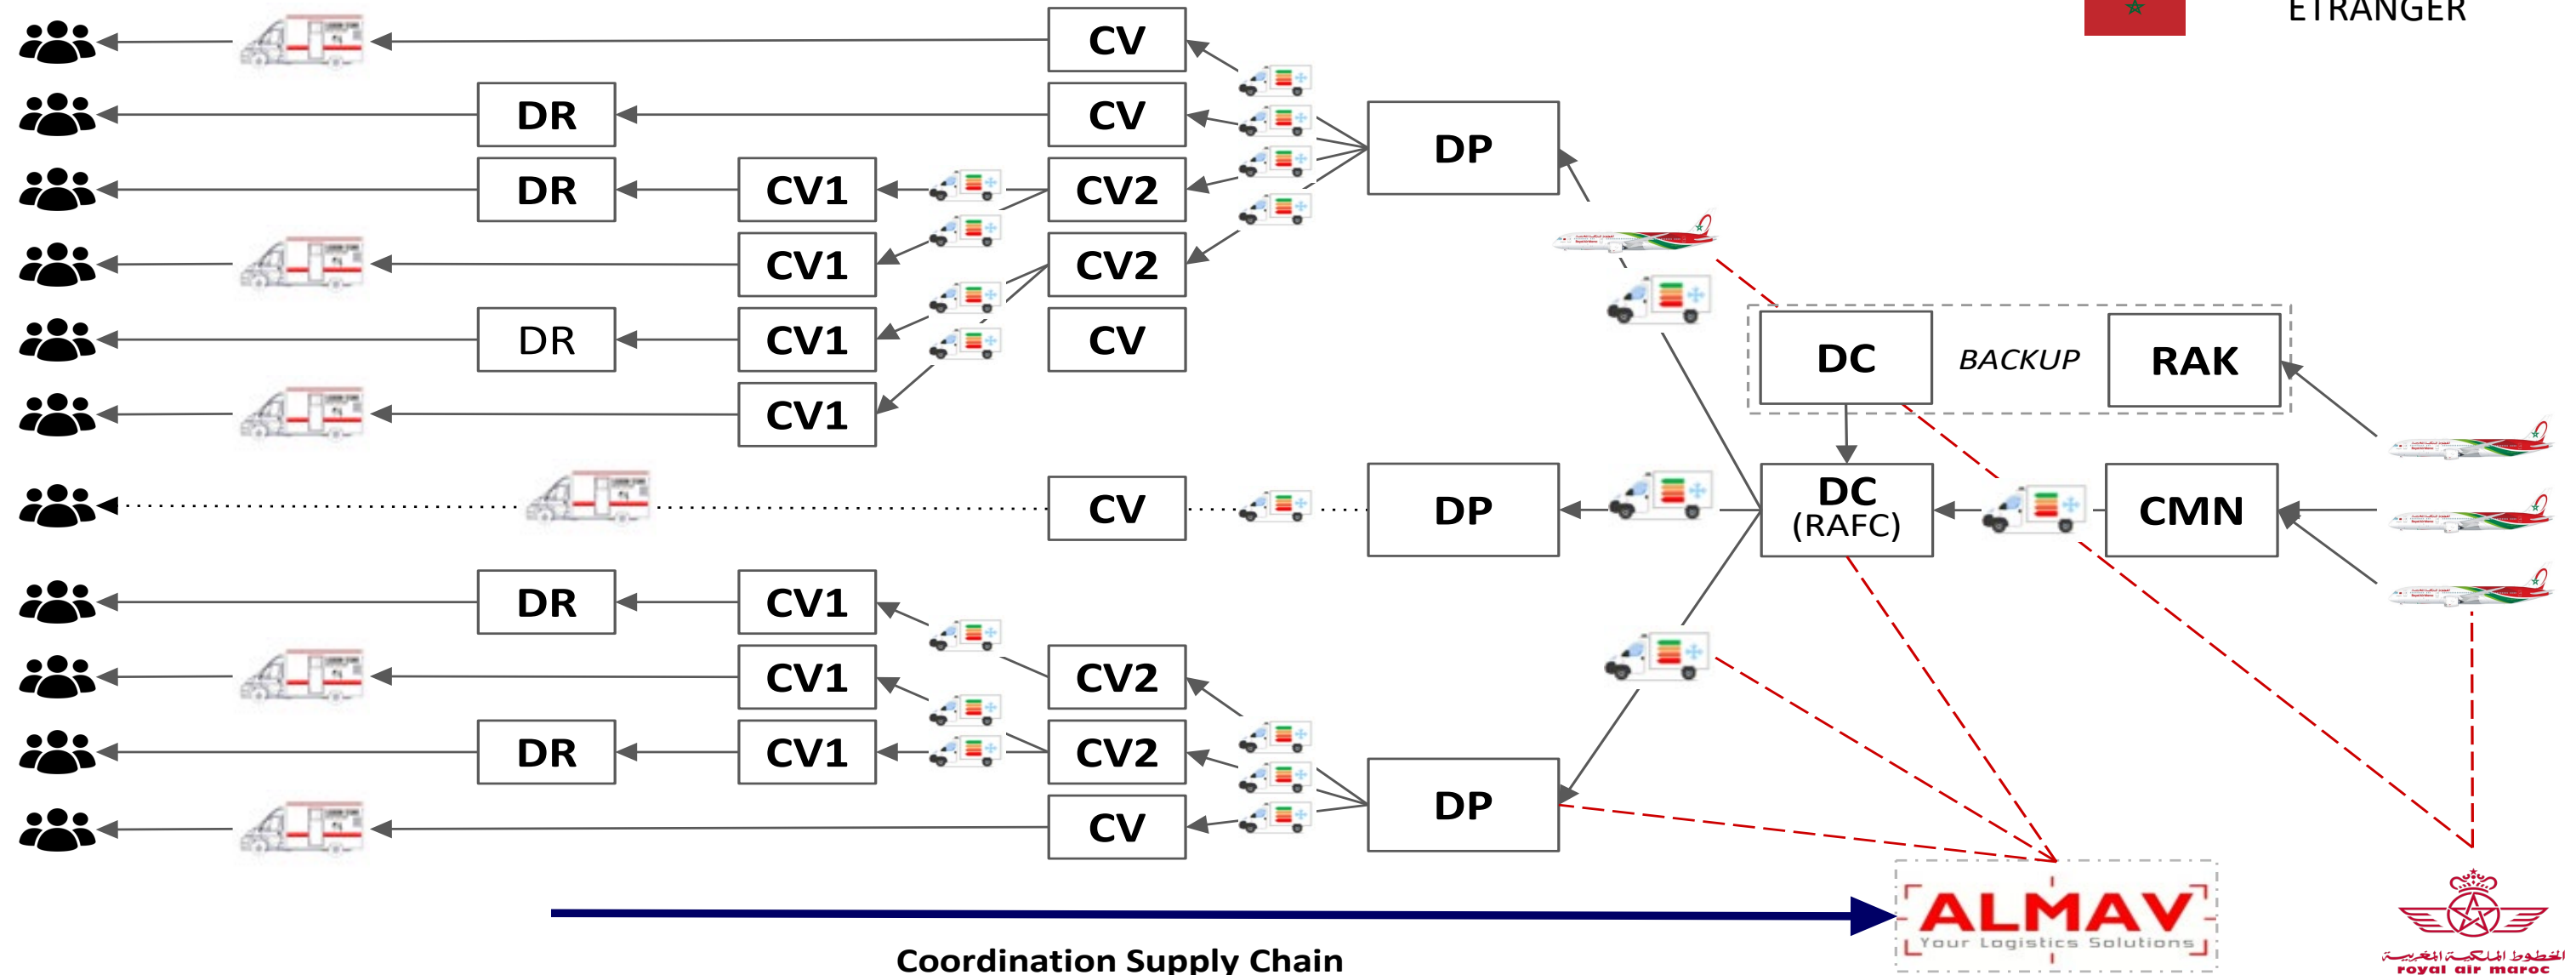 ETRANGER
CV
DR
CV
DP
DR
CV1
CV2
CV1
CV2
DR
CV1
CV
DC
BACKUP
RAK
CV1
CV
DP
DC
(RAFC)
CMN
DR
CV1
CV1
CV2
DR
CV1
CV2
DP
CV
ALMAV
Your Logistics Solutions
Coordination Supply Chain
الخطوط الملكية المغربية
royal air maroc